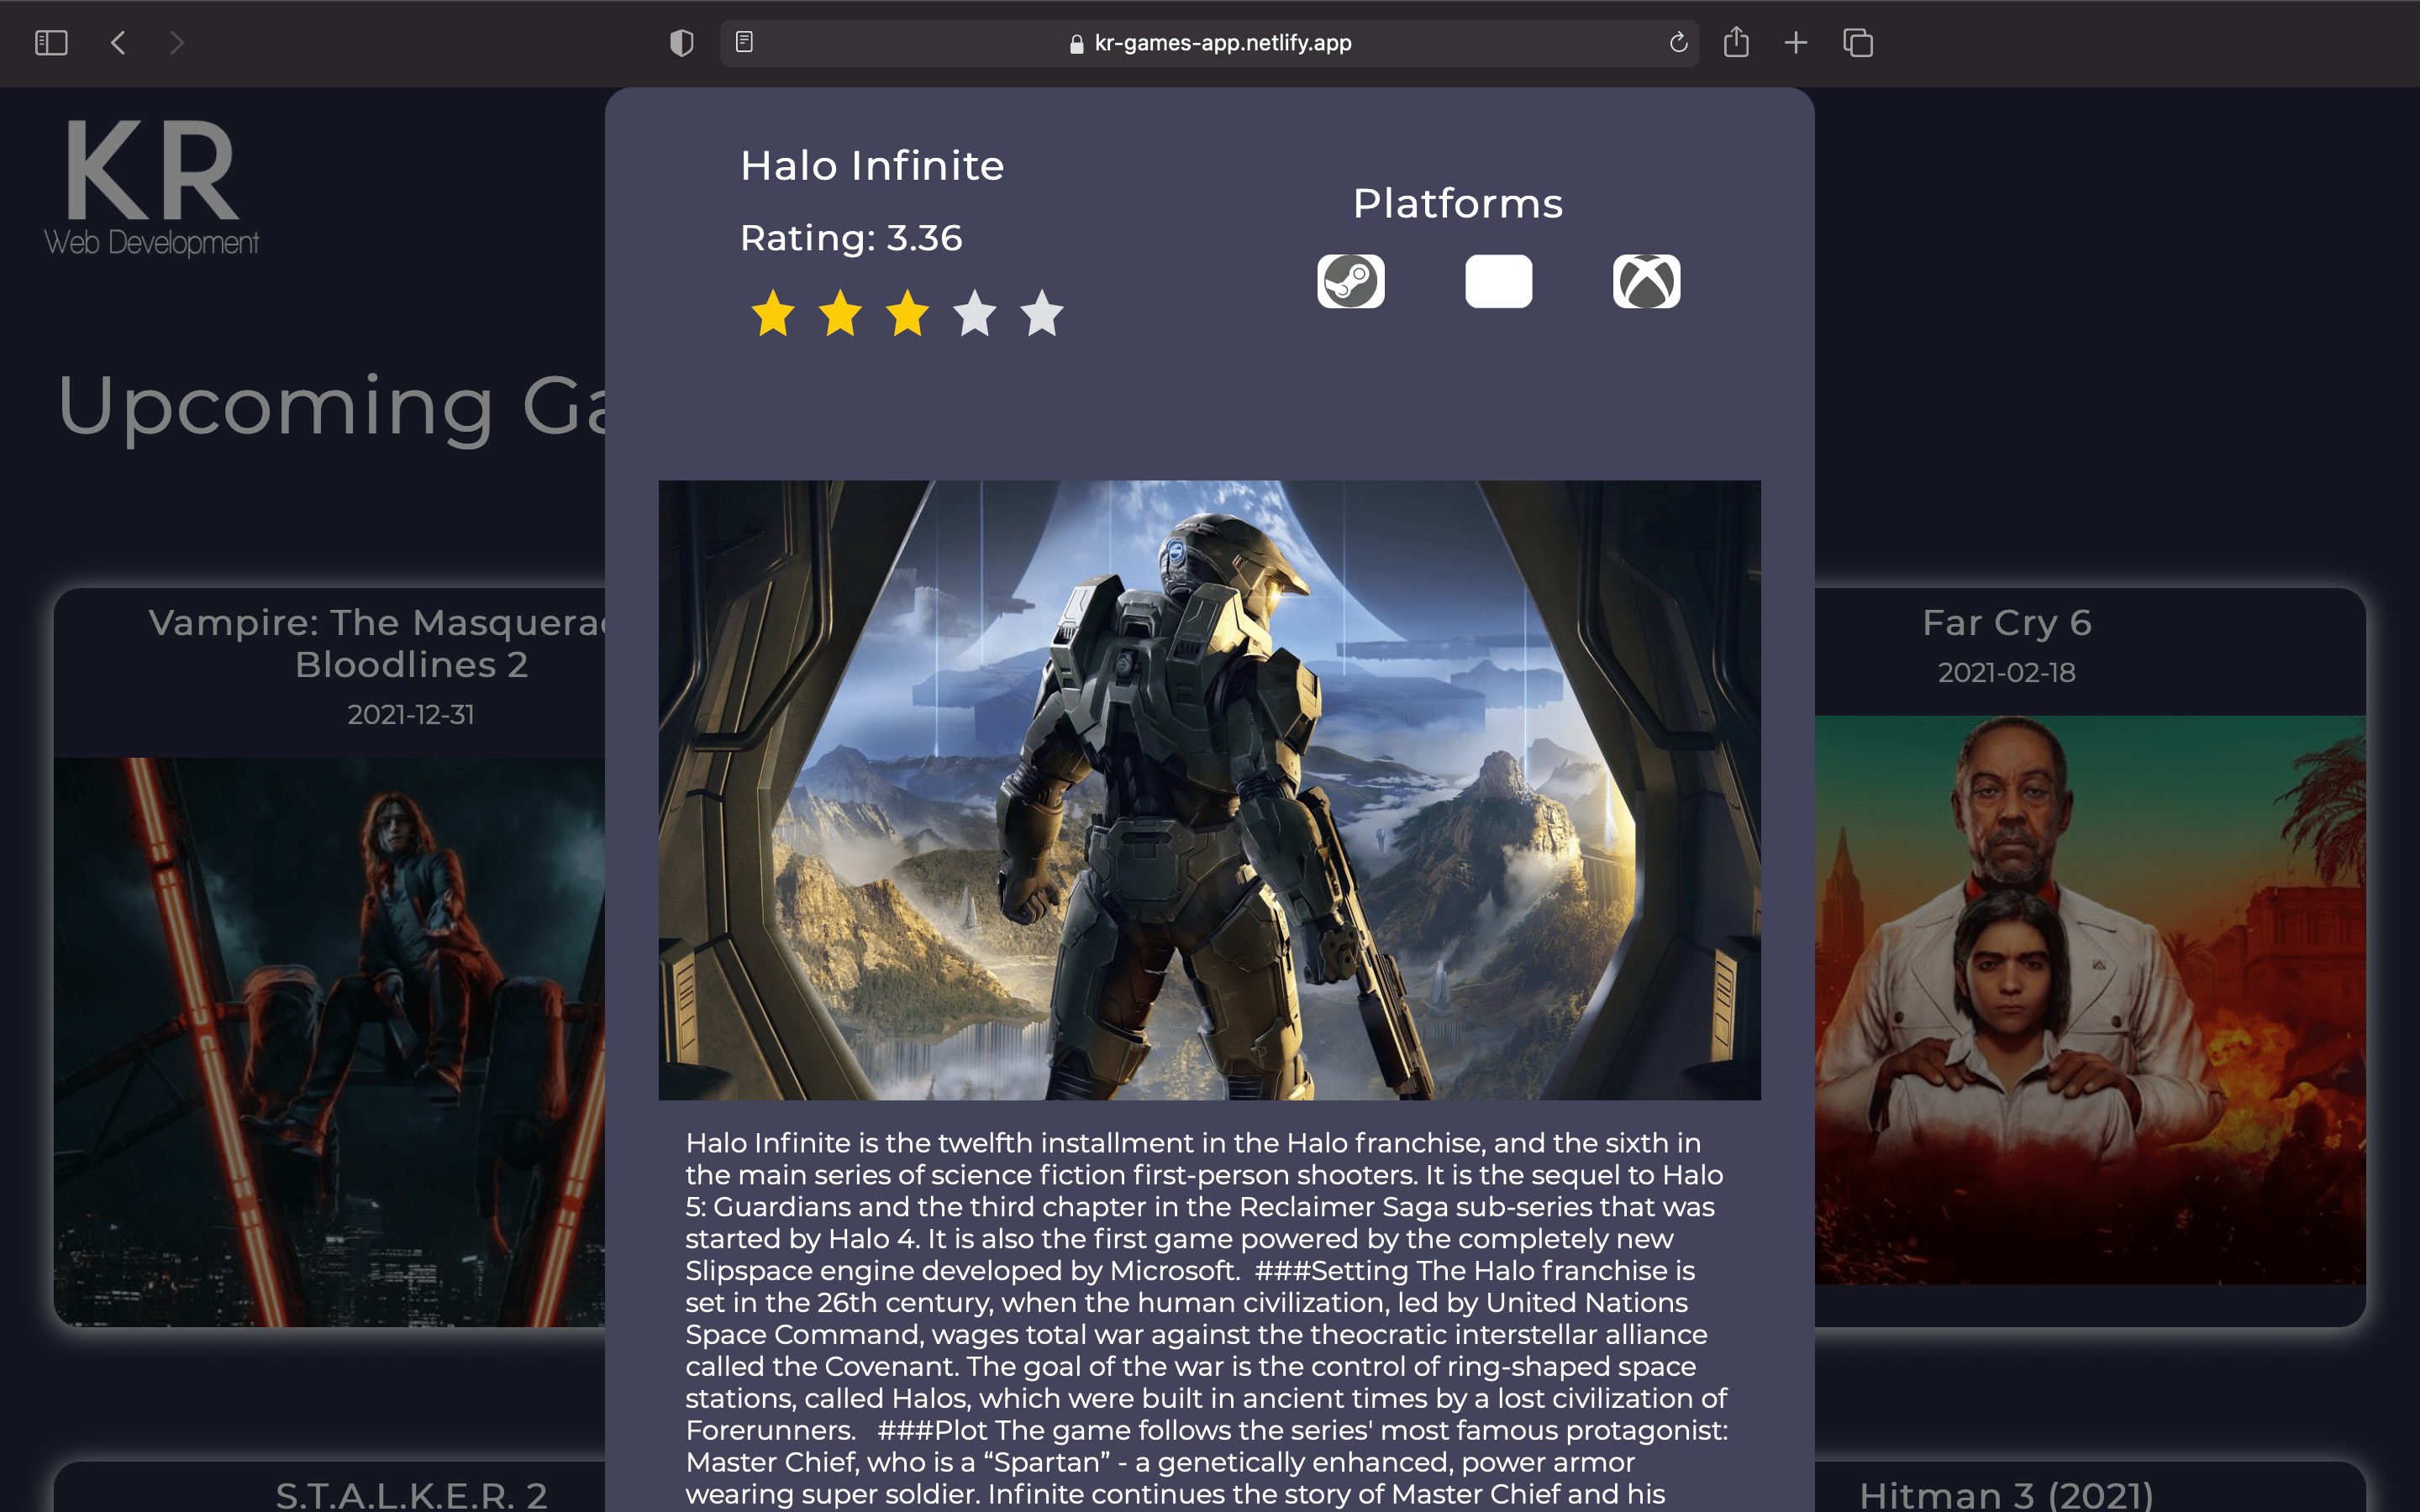 kr-games-app.netlify.app
KR
Web Development
Halo Infinite
Rating: 3.36
Platforms
Upcoming Ga
Vampire: The Masquerad
Bloodlines 2
2021-12-31
Far Cry 6
2021-02-18
Halo Infinite is the twelfth installment in the Halo franchise, and the sixth in
the main series of science fiction first-person shooters. It is the sequel to Halo
5: Guardians and the third chapter in the Reclaimer Saga sub-series that was
started by Halo 4. It is also the first game powered by the completely new
Slipspace engine developed by Microsoft.  ###Setting The Halo franchise is
set in the 26th century, when the human civilization, led by United Nations
Space Command, wages total war against the theocratic interstellar alliance
called the Covenant. The goal of the war is the control of ring-shaped space
stations, called Halos, which were built in ancient times by a lost civilization of
Forerunners.   ###Plot The game follows the series' most famous protagonist:
Master Chief, who is a “Spartan” - a genetically enhanced, power armor
wearing super soldier. Infinite continues the story of Master Chief and his
S.T.A.L.K.E.R. 2
Hitman 3 (2021)